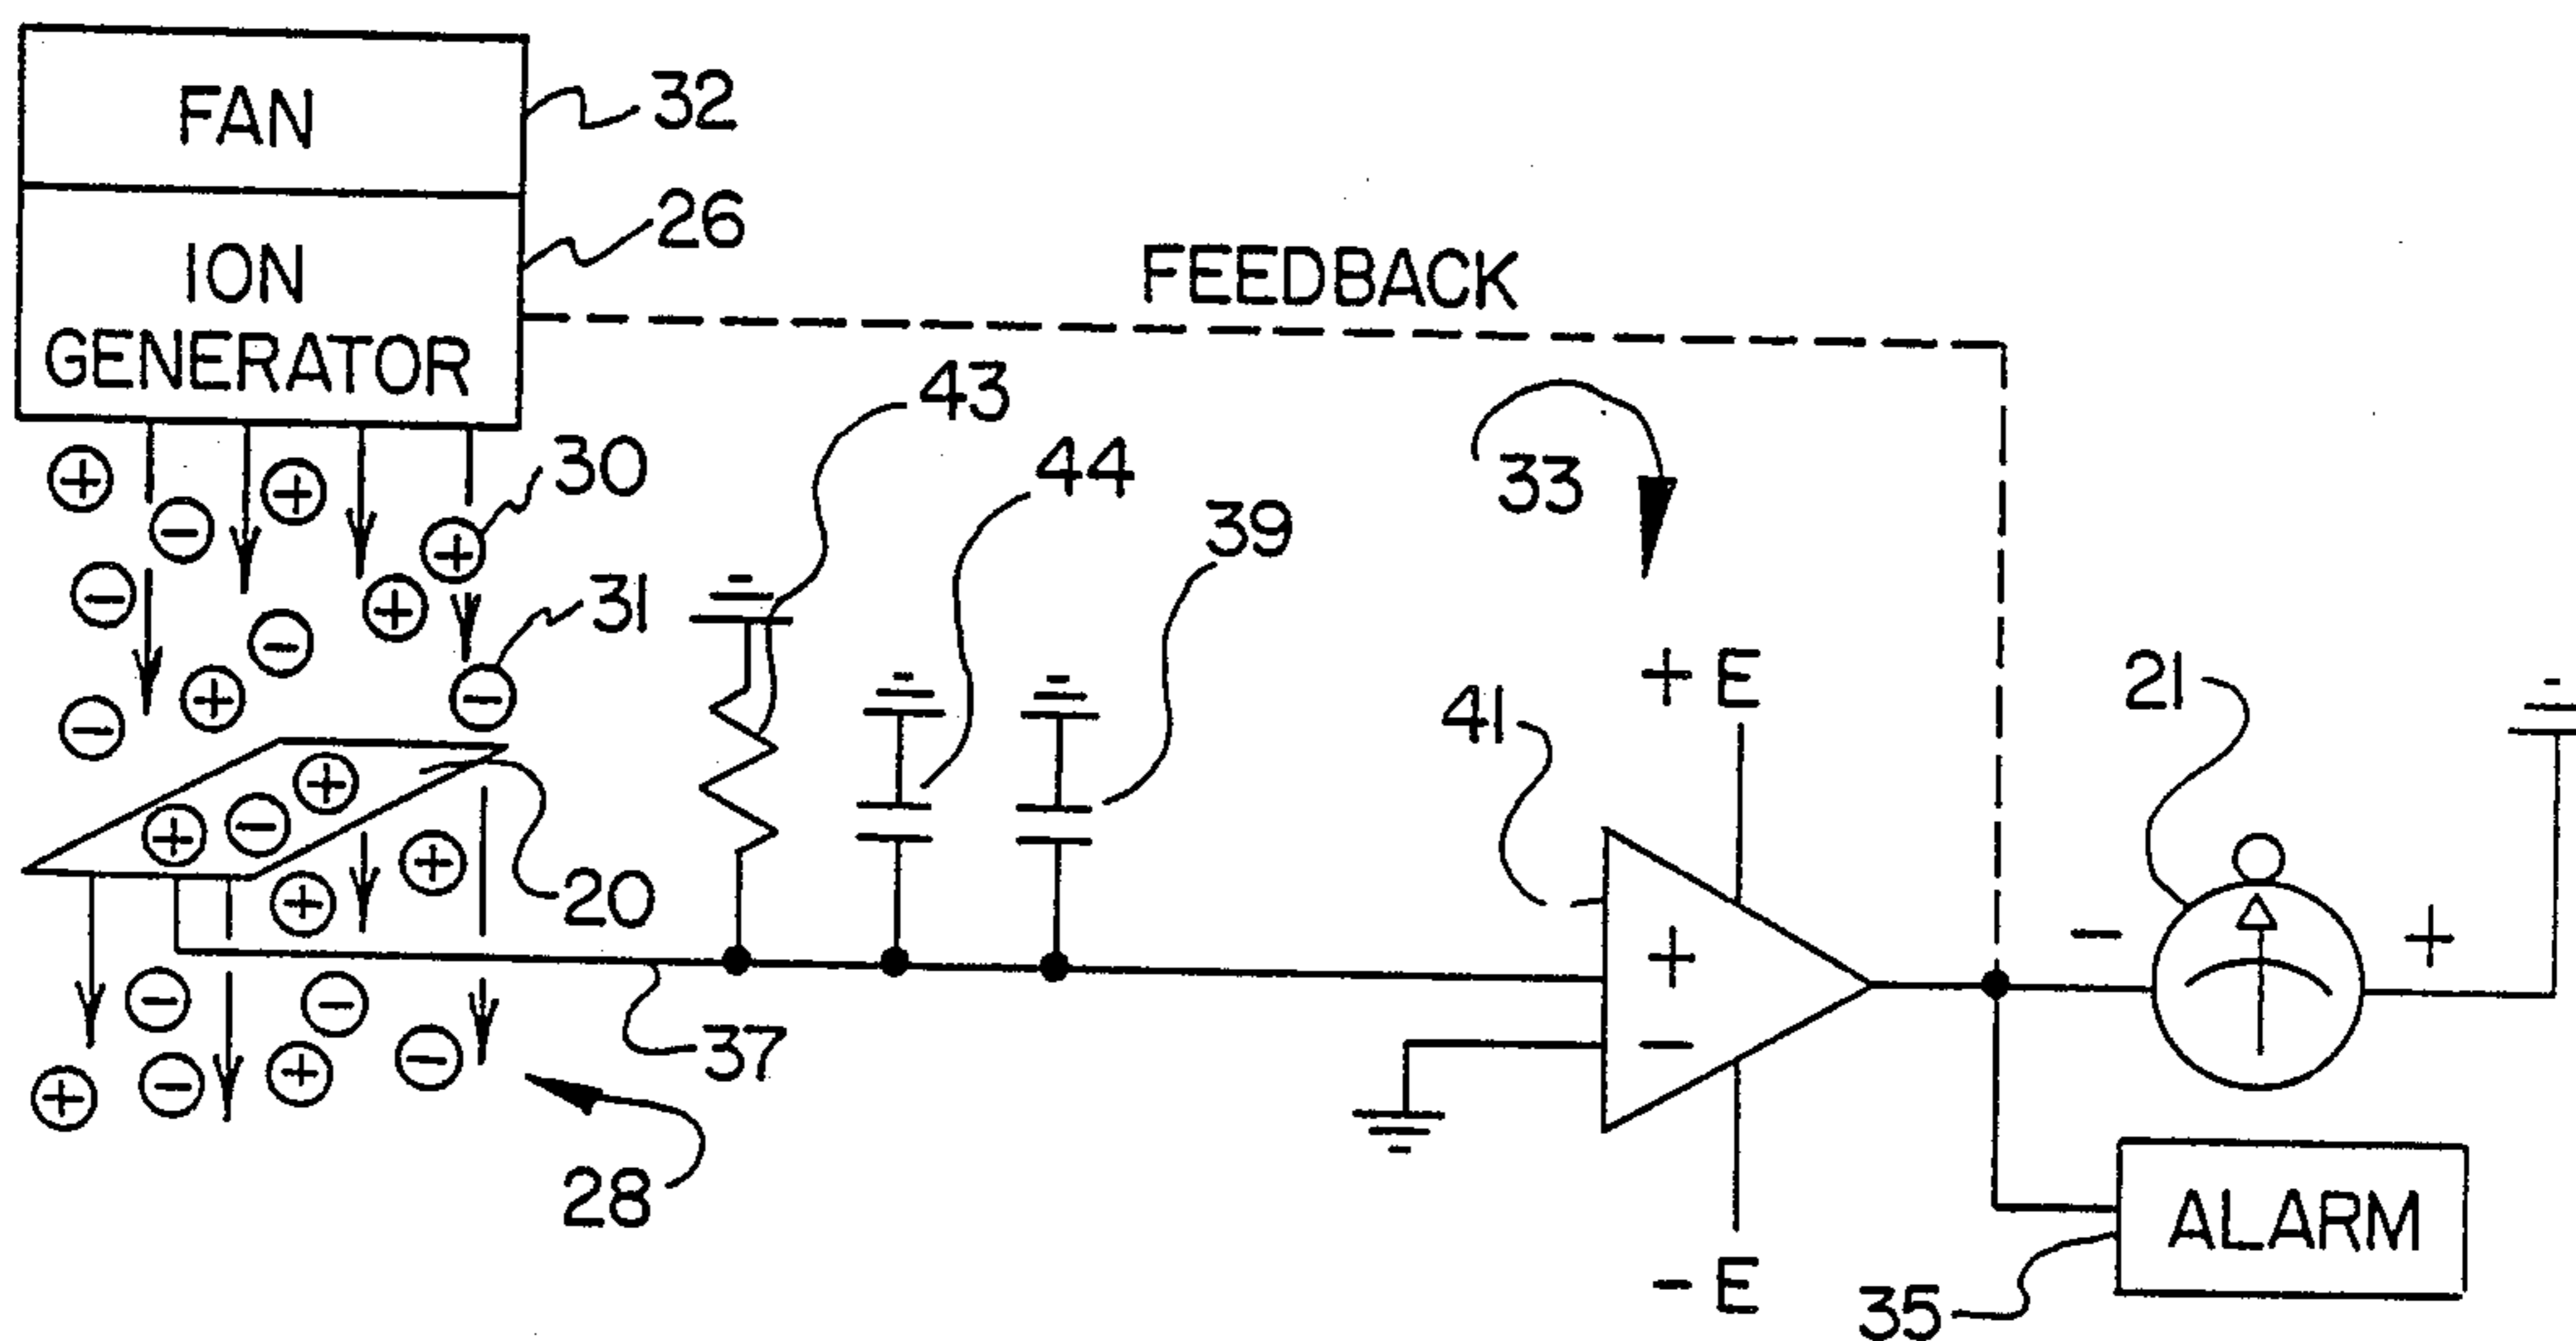 FAN
32
ION
GENERATOR
26
FEEDBACK
43
30
44
33
39
31
+ E
41
21
20
+
-
-
+
37
28
- E
ALARM
35